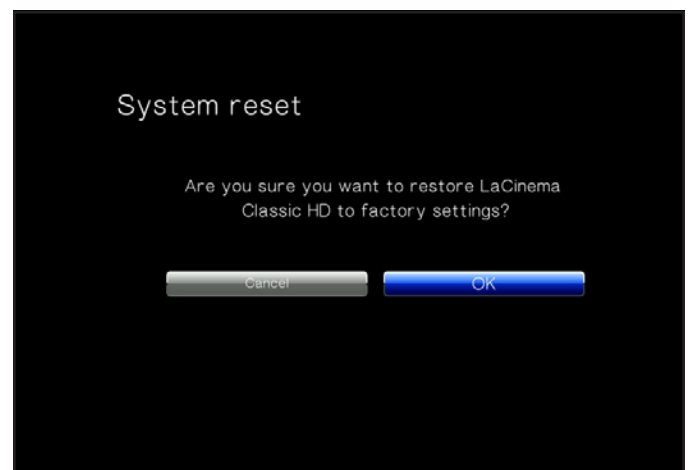 System reset
Are you sure you want to restore LaCinema
Classic HD to factory settings?
Cancel
OK